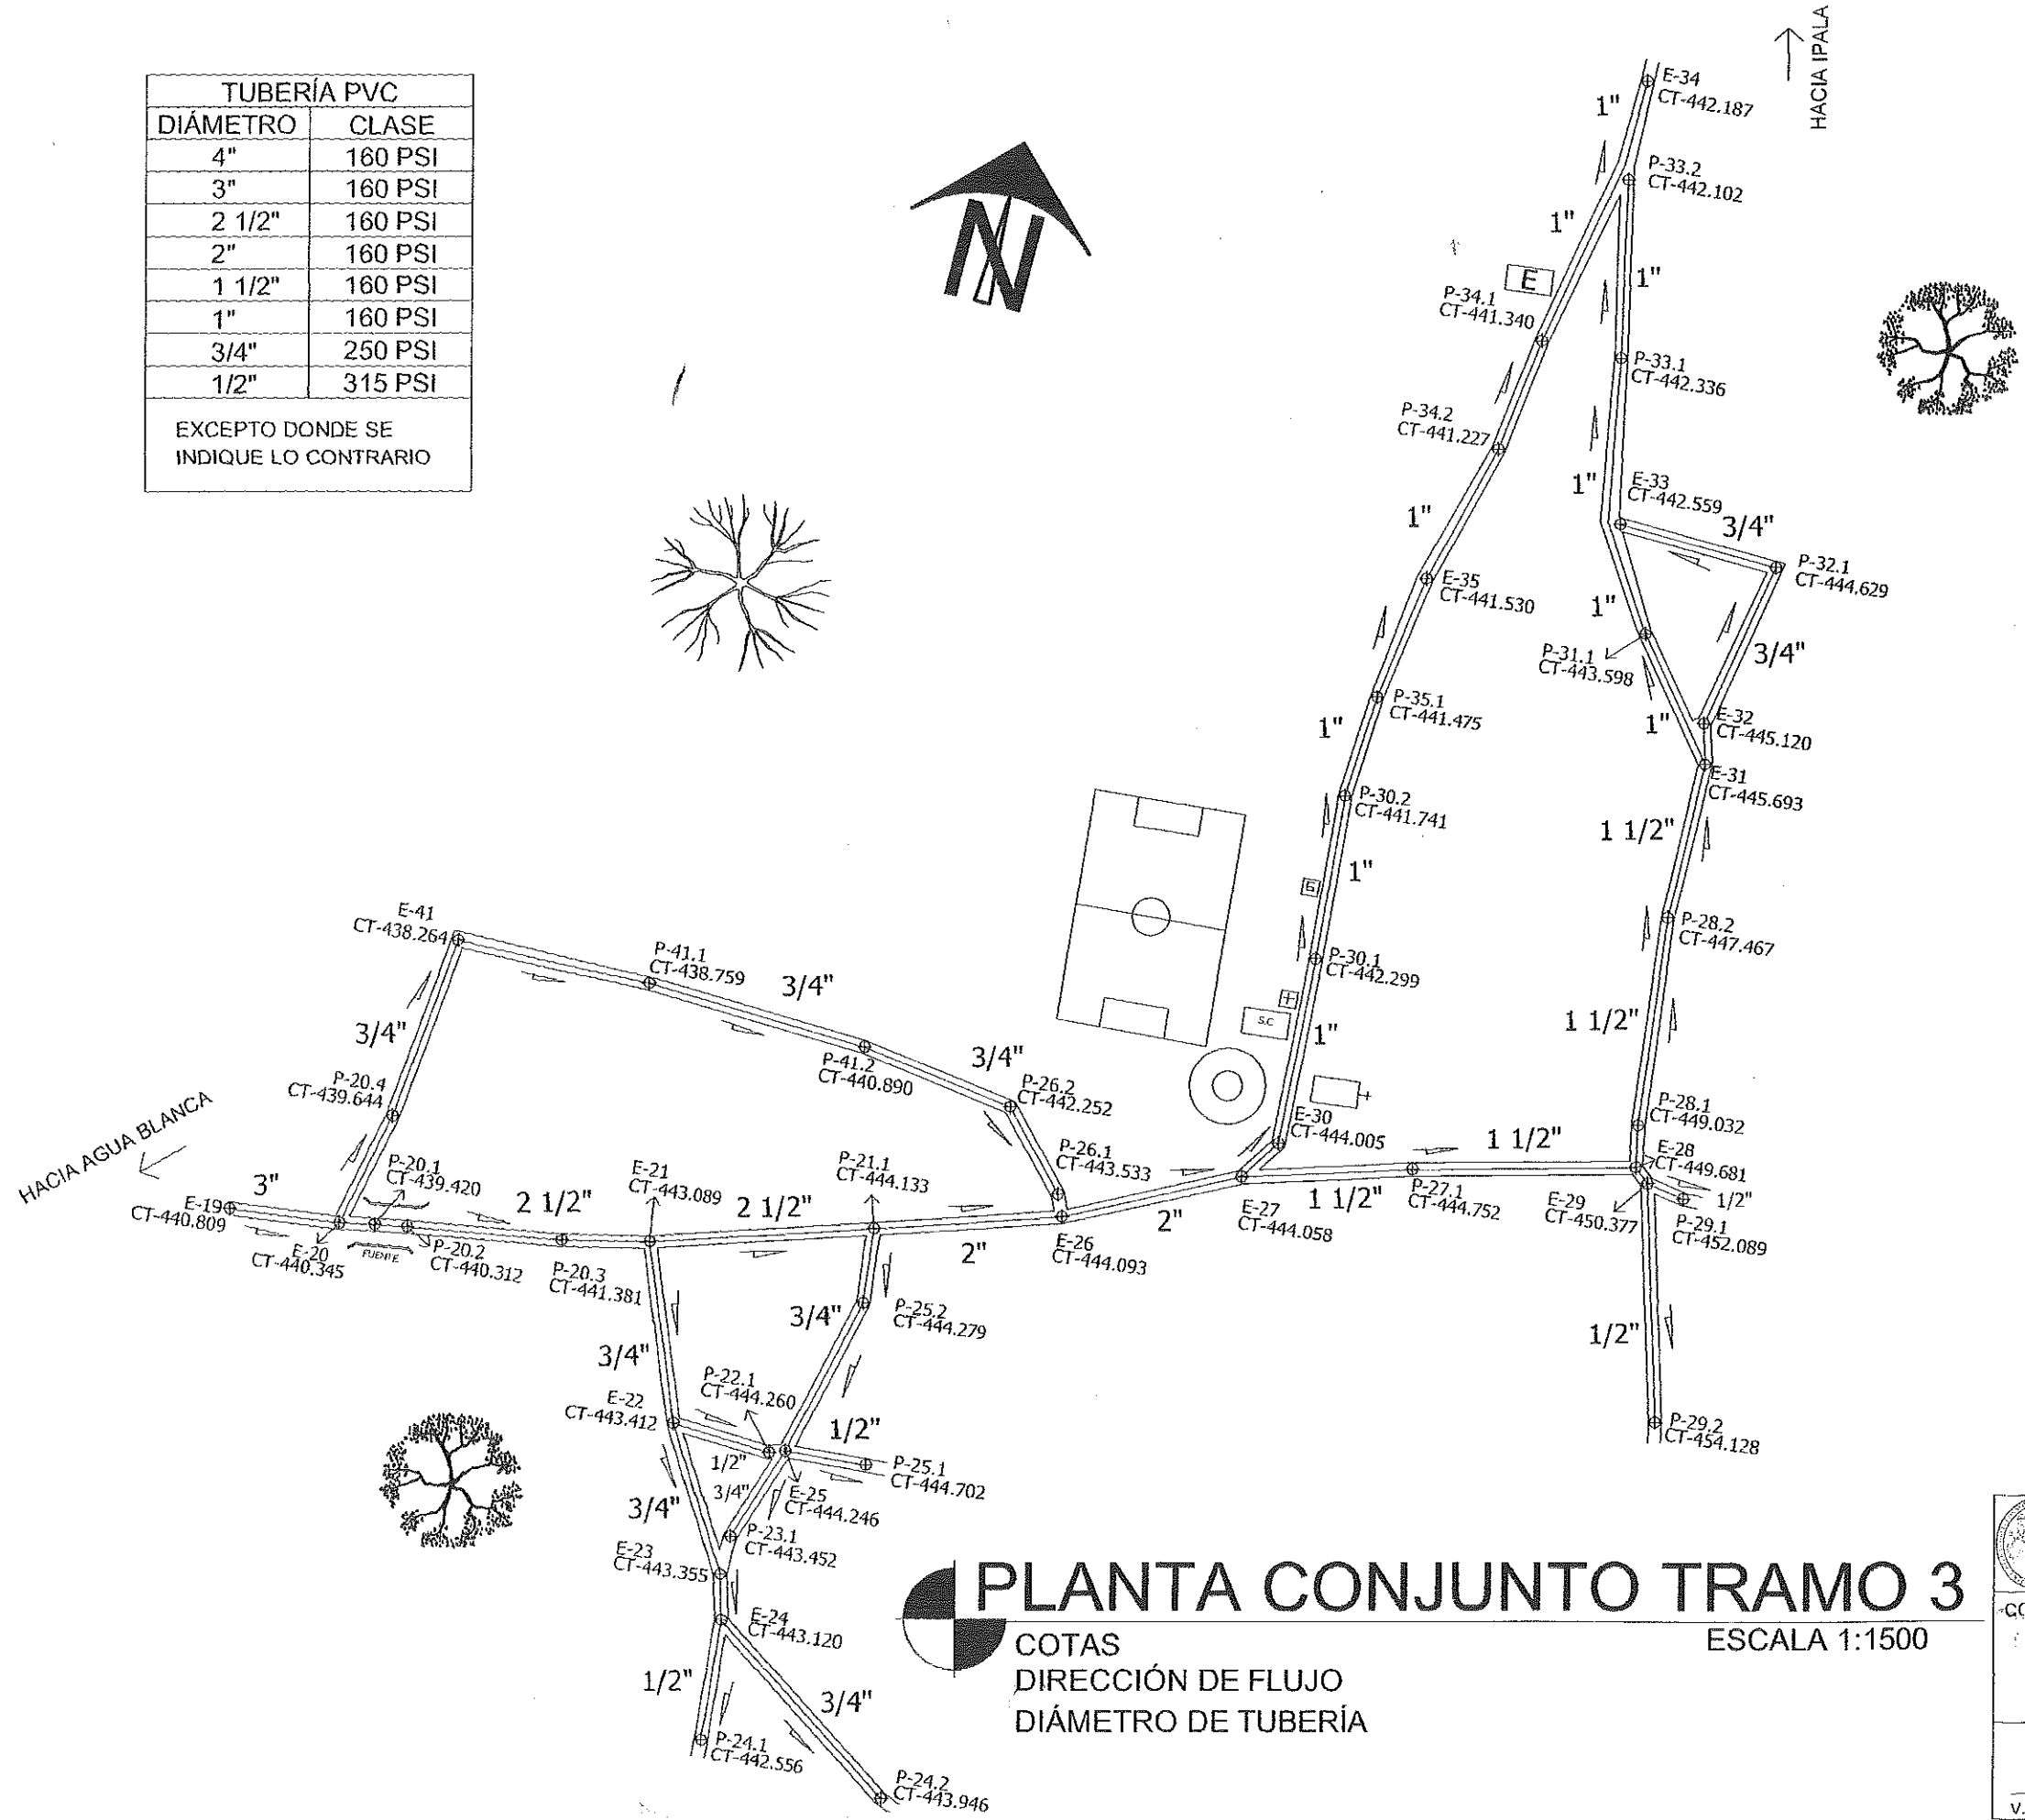 TUBERÍA PVC
DIÁMETRO CLASE
4" 160 PSI
3" 160 PSI
2 1/2" 160 PSI
2" 160 PSI
1 1/2" 160 PSI
1" 160 PSI
3/4" 250 PSI
1/2" 315 PSI
EXCEPTO DONDE SE
INDIQUE LO CONTRARIO
N
HACIA IPALA
E-34
CT-442.187
1"
P-33.2
CT-442.102
1"
E
1"
P-34.1
CT-441.340
P-33.1
CT-442.336
P-34.2
CT-441.227
E-33
CT-442.559
1"
1"
3/4"
P-32.1
CT-444.629
E-35
CT-441.530
1"
P-31.1
CT-443.598
3/4"
P-35.1
CT-441.475
1"
1"
E-32
CT-445.120
E-31
CT-445.693
P-30.2
CT-441.741
1 1/2"
1"
P-28.2
CT-447.467
E-41
CT-438.264
P-41.1
CT-438.759
3/4"
P-30.1
CT-442.299
S.C
1"
1 1/2"
3/4"
3/4"
P-41.2
CT-440.890
P-26.2
CT-442.252
P-20.4
CT-439.644
HACIA AGUA BLANCA
E-30
CT-444.005
P-28.1
CT-449.032
1 1/2"
E-28
CT-449.681
P-20.1
CT-439.420
E-21
CT-443.089
P-21.1
CT-444.133
P-26.1
CT-443.533
3"
E-19
CT-440.809
2 1/2"
2 1/2"
2"
1 1/2"
P-27.1
CT-444.752
E-29
CT-450.377
1/2"
P-29.1
CT-452.089
E-20
CT-440.345
PUENTE
P-20.2
CT-440.312
P-20.3
CT-441.381
2"
E-26
CT-444.093
E-27
CT-444.058
3/4"
P-25.2
CT-444.279
1/2"
3/4"
P-22.1
CT-444.260
E-22
CT-443.412
1/2"
P-29.2
CT-454.128
1/2"
P-25.1
CT-444.702
3/4"
3/4"
E-25
CT-444.246
P-23.1
CT-443.452
E-23
CT-443.355
E-24
CT-443.120
1/2"
3/4"
P-24.1
CT-442.556
P-24.2
CT-443.946
PLANTA CONJUNTO TRAMO 3
ESCALA 1:1500
COTAS
DIRECCIÓN DE FLUJO
DIÁMETRO DE TUBERÍA
V.